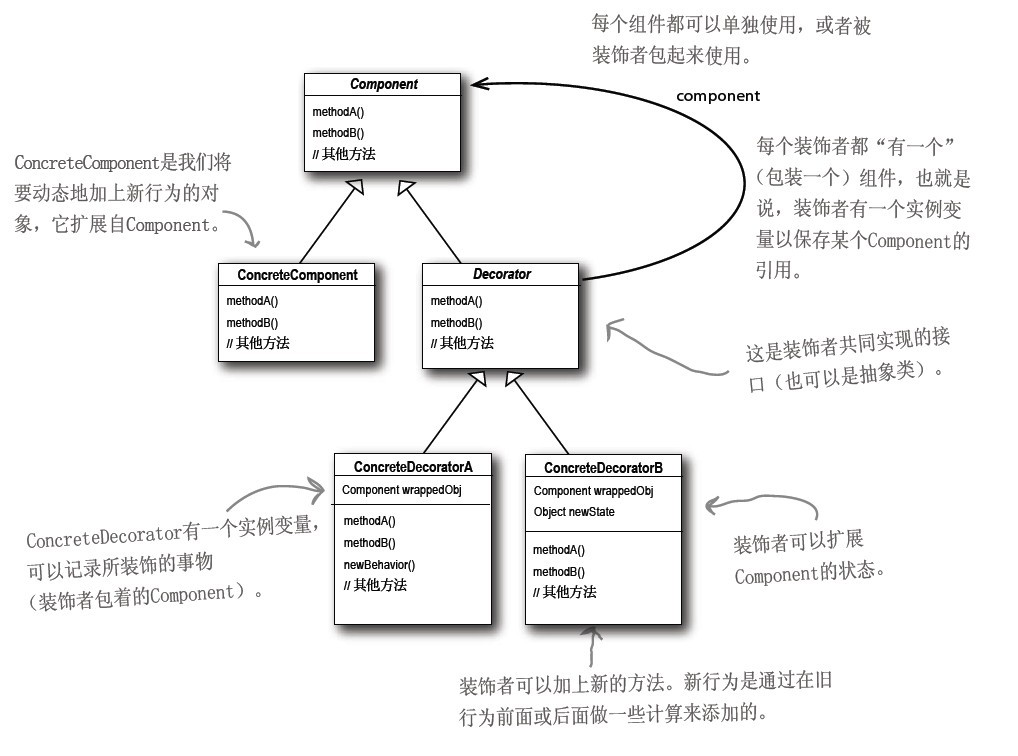 每个组件都可以单独使用，或者被
装饰者包起来使用。
Component
methodA()
methodB()
// 其他方法
component
ConcreteComponent是我们将
要动态地加上新行为的对
象，它扩展自Component。
每个装饰者都“有一个”
（包装一个）组件，也就是
说，装饰者有一个实例变
量以保存某个Component的
引用。
ConcreteComponent
methodA()
methodB()
// 其他方法
Decorator
methodA()
methodB()
// 其他方法
这是装饰者共同实现的接
口（也可以是抽象类）。
ConcreteDecoratorA
Component wrappedObj
methodA()
methodB()
newBehavior()
// 其他方法
ConcreteDecoratorB
Component wrappedObj
Object newState
methodA()
methodB()
// 其他方法
ConcreteDecorator有一个实例变量，
可以记录所装饰的事物
（装饰者包着的Component）。
装饰者可以扩展
Component的状态。
装饰者可以加上新的方法。新行为是通过在旧
行为前面或后面做一些计算来添加的。